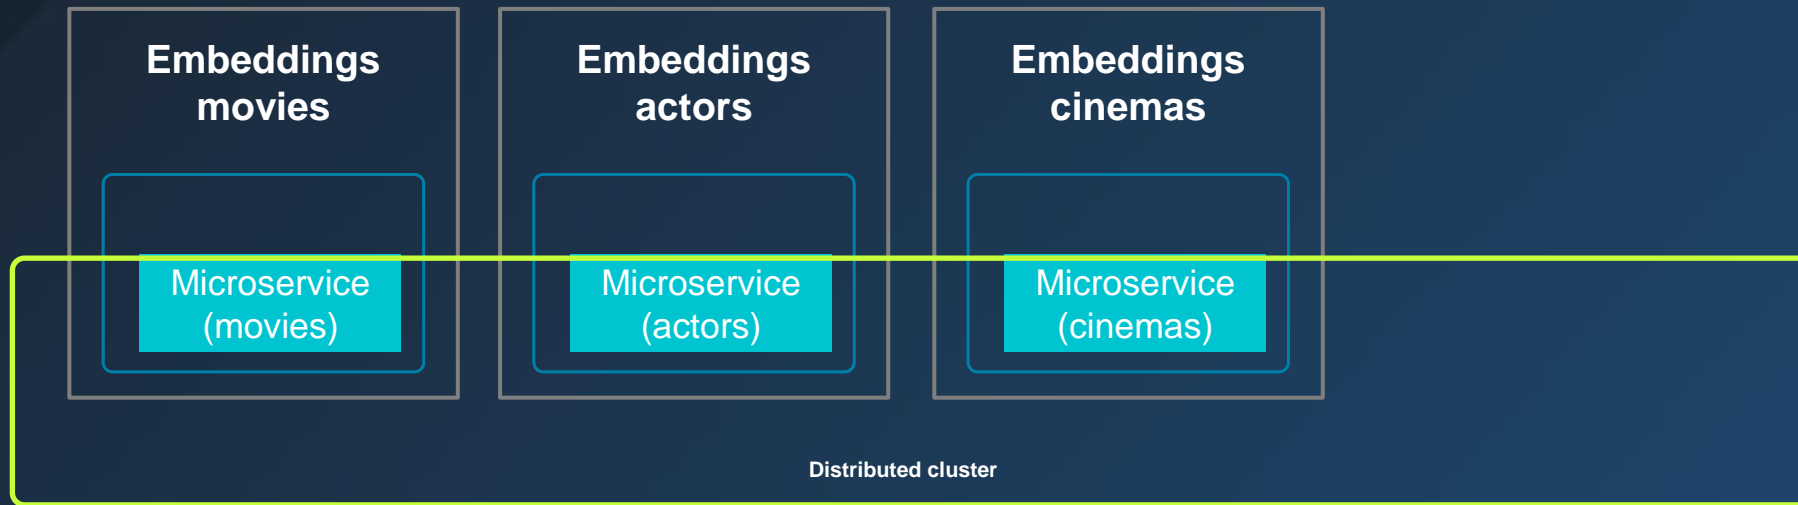 Embeddings
movies
Embeddings
actors
Embeddings
cinemas
Microservice
(movies)
Microservice
(actors)
Microservice
(cinemas)
Distributed cluster